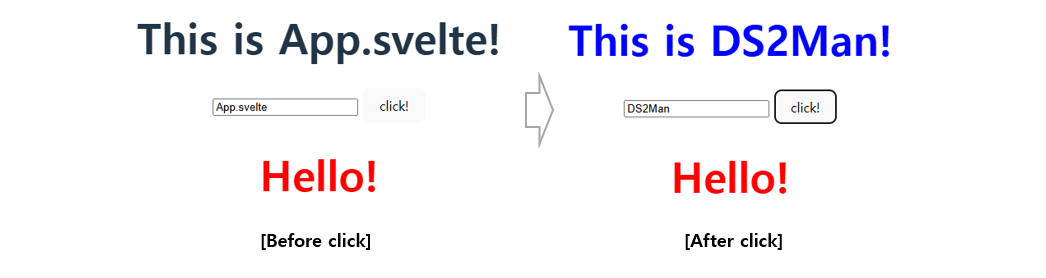 This is App.svelte!
App.svelte
click!
Hello!
[Before click]
This is DS2Man!
DS2Man
click!
Hello!
[After click]